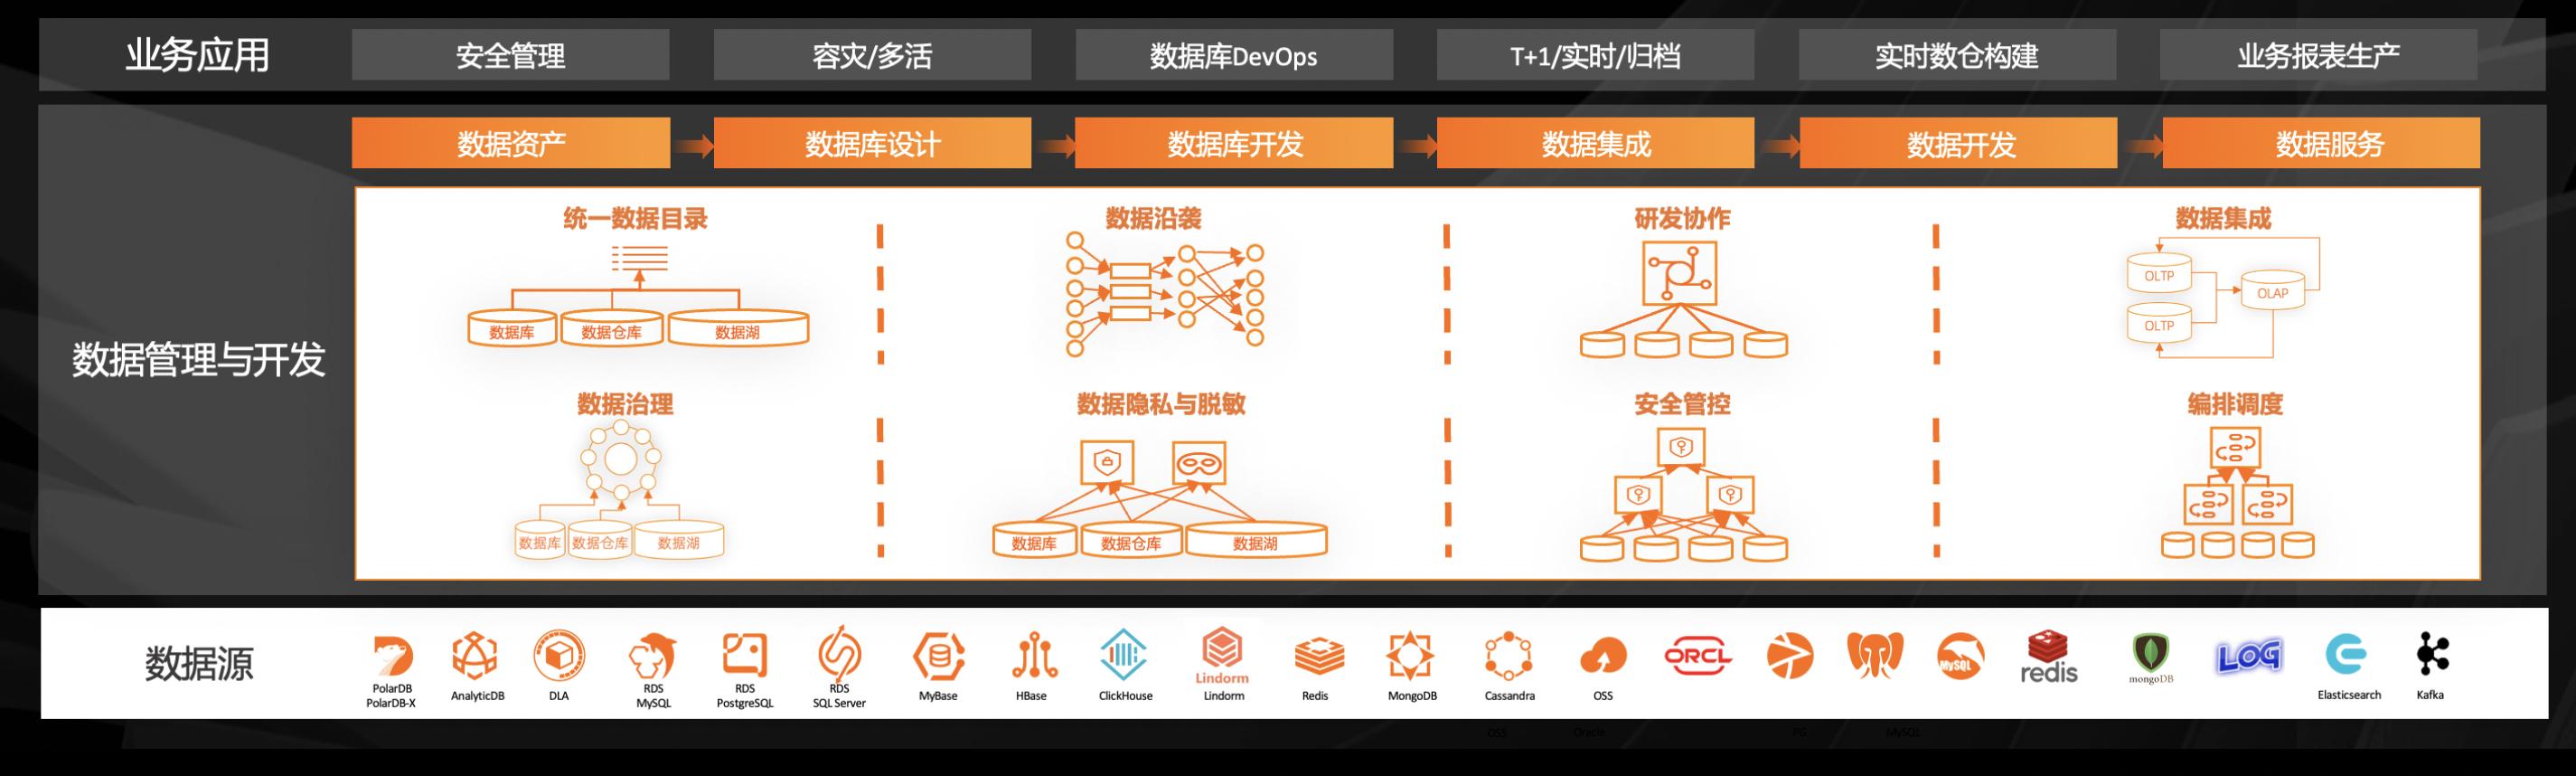 业务应用
安全管理
容灾/多活
数据库DevOps
T+1/实时/归档
实时数仓构建
业务报表生产
数据管理与开发
数据资产
数据库设计
数据库开发
数据集成
数据开发
数据服务
统一数据目录
数据库
数据仓库
数据湖
数据沿袭
研发协作
数据集成
OLTP
OLTP
OLAP
数据治理
数据库
数据仓库
数据湖
数据隐私与脱敏
数据库
数据仓库
数据湖
安全管控
编排调度
数据源
PolarDB
PolarDB-X
AnalyticDB
DLA
RDS
MySQL
RDS
PostgreSQL
RDS
SQL Server
MyBase
HBase
ClickHouse
Lindorm
Lindorm
Redis
MongoDB
Cassandra
OSS
ORCL
MySQL
redis
mongoDB
LOG
Elasticsearch
Kafka
OSS
Oracle
PG
MySQL